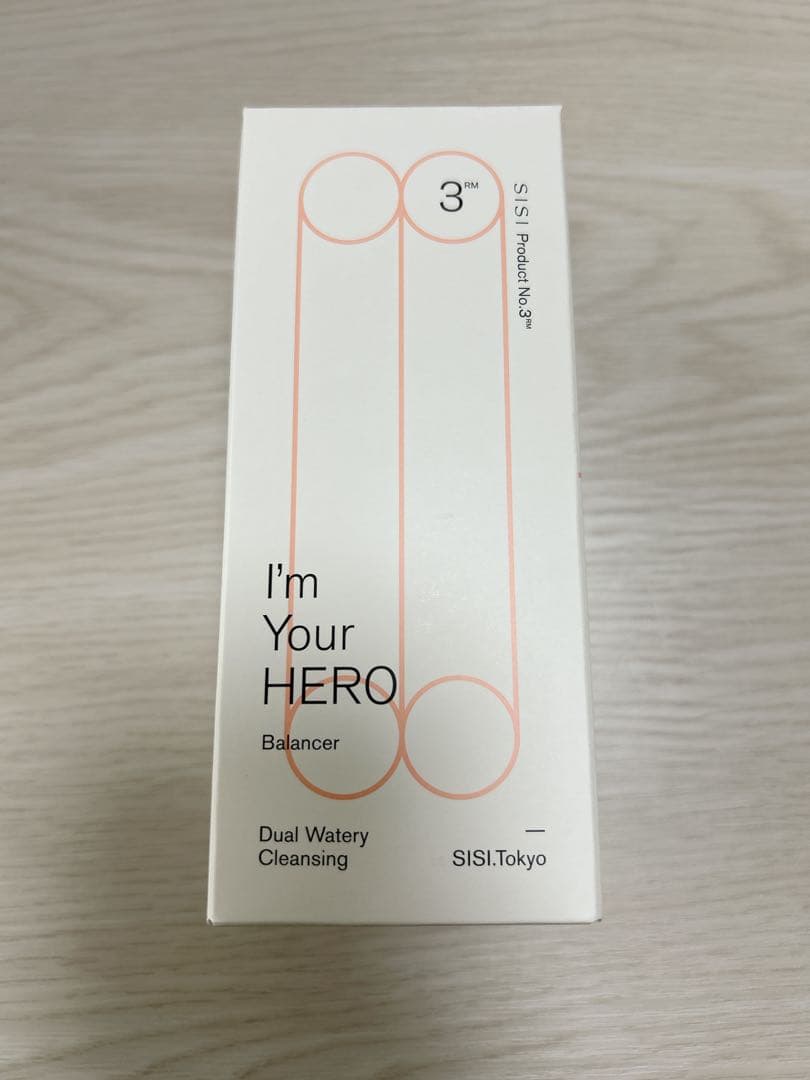 3RM
SISI Product No.3RM
I'm
Your
HERO
Balancer
Dual Watery
Cleansing
SISI.Tokyo